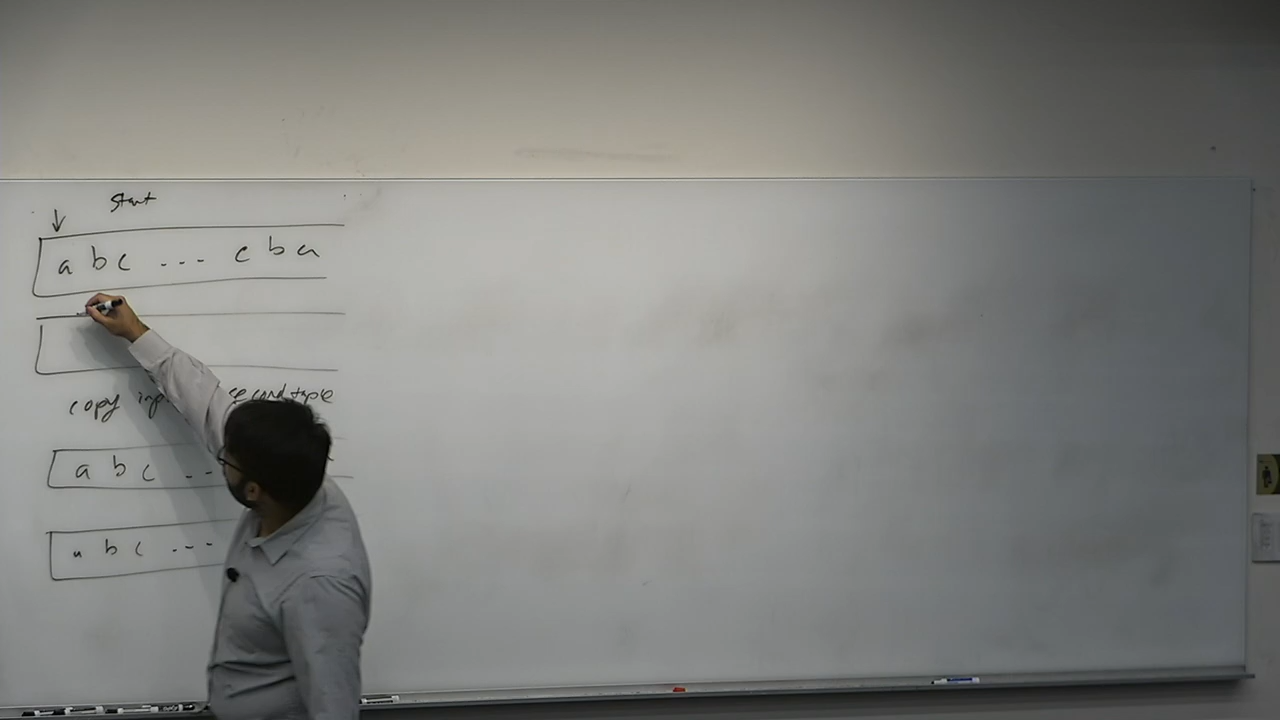 Start
a b c ... c b a
copy second tape
a b c ..
a b c ...